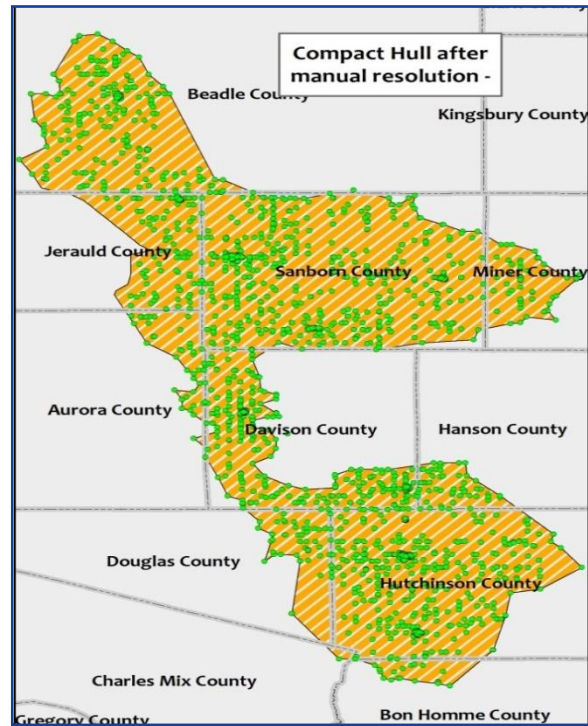 Compact Hull after
manual resolution -
Beadle County
Kingsbury County
Jerauld County
Sanborn County
Miner County
Aurora County
Davison County
Hanson County
Douglas County
Hutchinson County
Charles Mix County
Gregory County
Bon Homme County